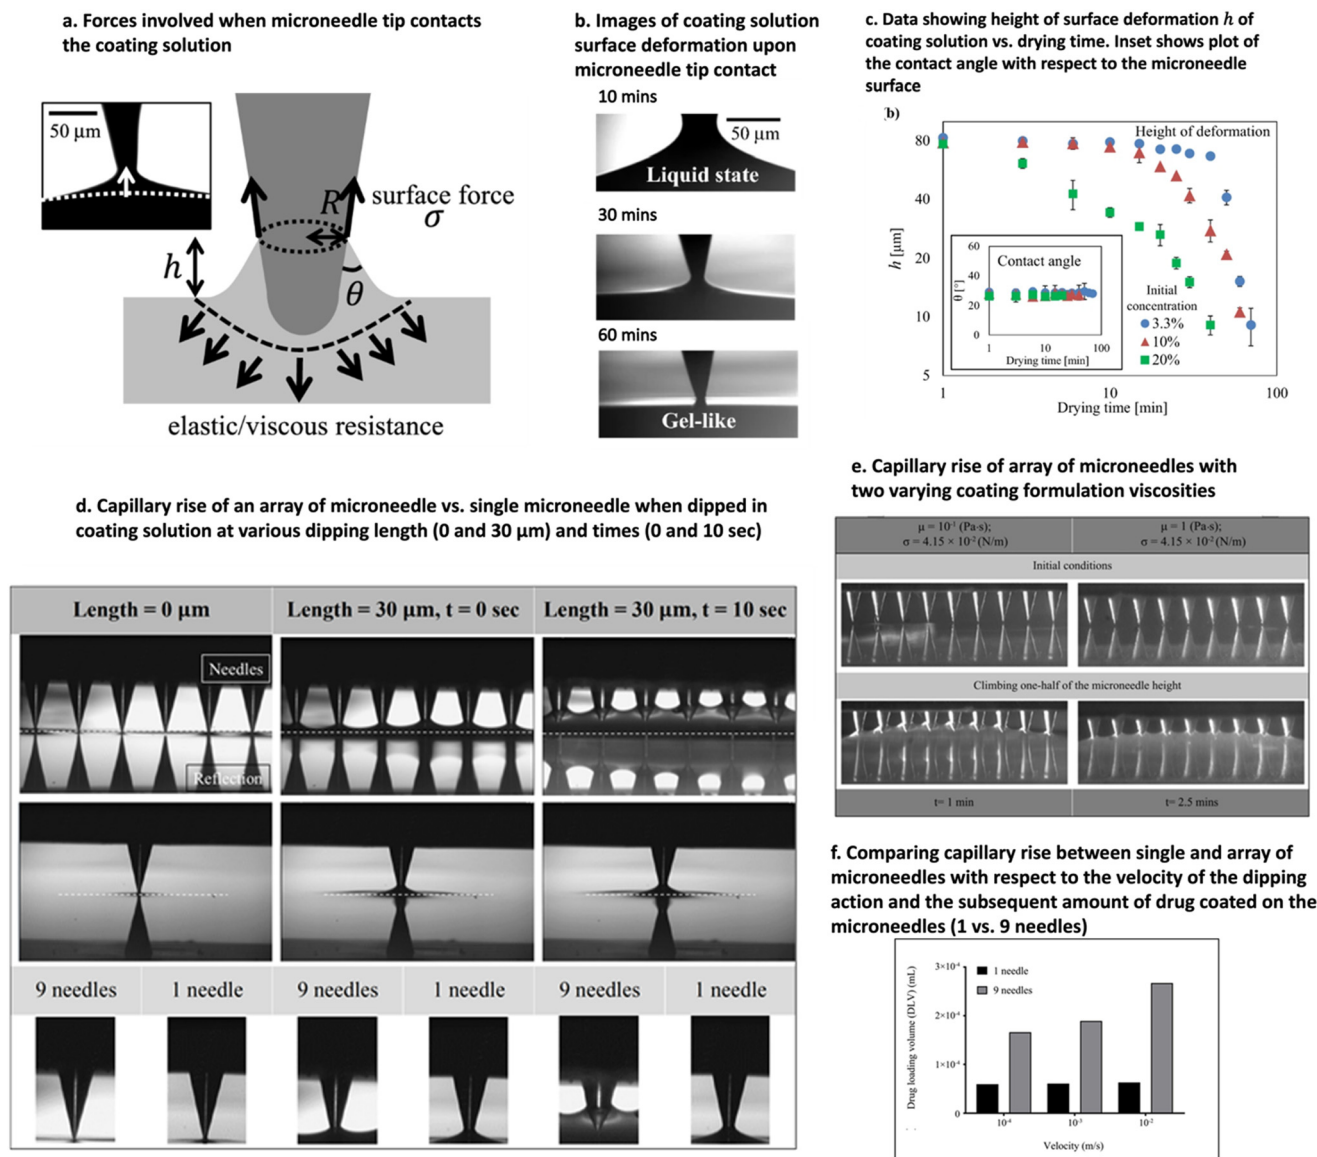 a. Forces involved when microneedle tip contacts
the coating solution
50 μm
R
surface force
σ
h
θ
elastic/viscous resistance
b. Images of coating solution
surface deformation upon
microneedle tip contact
10 mins
50 μm
Liquid state
30 mins
60 mins
Gel-like
c. Data showing height of surface deformation h of
coating solution vs. drying time. Inset shows plot of
the contact angle with respect to the microneedle
surface
b)
Height of deformation
80
40
20
10
5
h [μm]
1
10
100
Drying time [min]
Initial
concentration
3.3%
10%
20%
Contact angle
60
40
20
0
θ [°]
1
10
100
Drying time [min]
d. Capillary rise of an array of microneedle vs. single microneedle when dipped in
coating solution at various dipping length (0 and 30 μm) and times (0 and 10 sec)
Length = 0 μm
Length = 30 μm, t = 0 sec
Length = 30 μm, t = 10 sec
Needles
Reflection
9 needles
1 needle
9 needles
1 needle
9 needles
1 needle
e. Capillary rise of array of microneedles with
two varying coating formulation viscosities
μ = 10⁻¹ (Pa·s);
σ = 4.15 × 10⁻² (N/m)
μ = 1 (Pa·s);
σ = 4.15 × 10⁻² (N/m)
Initial conditions
Climbing one-half of the microneedle height
t= 1 min
t= 2.5 mins
f. Comparing capillary rise between single and array of
microneedles with respect to the velocity of the dipping
action and the subsequent amount of drug coated on the
microneedles (1 vs. 9 needles)
Drug loading volume (DLV) (mL)
3×10⁻⁴
2×10⁻⁴
1×10⁻⁴
0
1 needle
9 needles
10⁻⁴
10⁻³
10⁻²
Velocity (m/s)